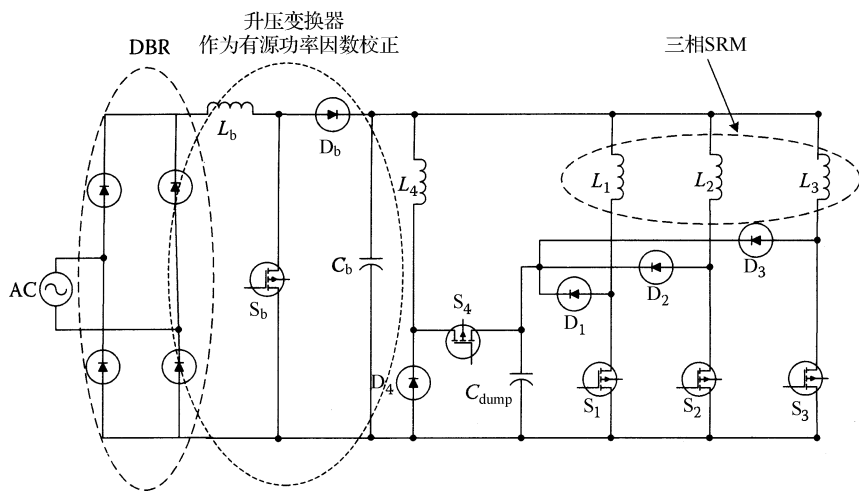 升压变换器
作为有源功率因数校正
DBR
三相SRM
L_b
D_b
L_4
L_1
L_2
L_3
C_b
S_b
AC
S_4
D_3
D_2
D_1
D_4
C_dump
S_1
S_2
S_3